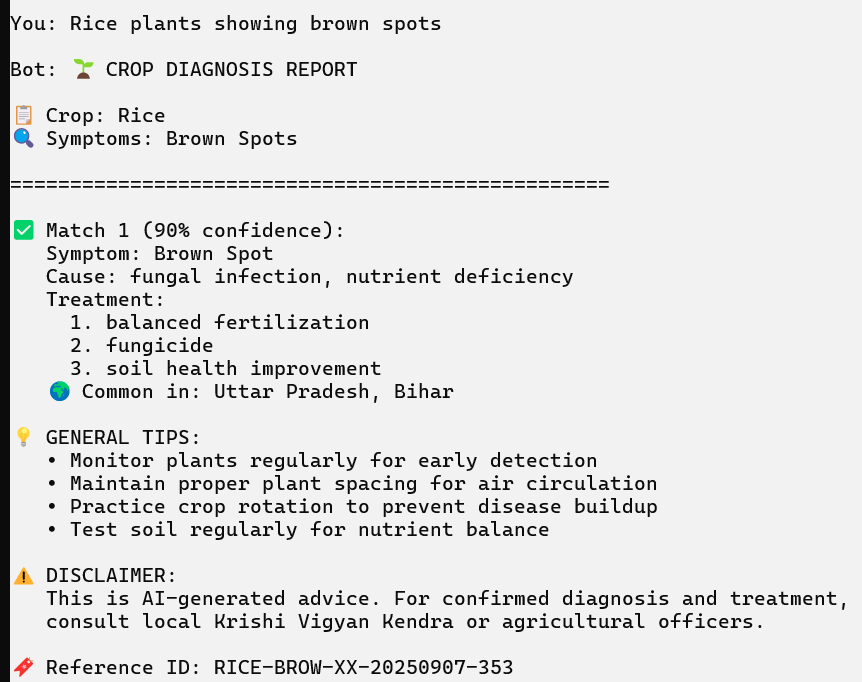 You: Rice plants showing brown spots
Bot: 🌱 CROP DIAGNOSIS REPORT
📋 Crop: Rice
🔍 Symptoms: Brown Spots
==================================================
✅ Match 1 (90% confidence):
Symptom: Brown Spot
Cause: fungal infection, nutrient deficiency
Treatment:
1. balanced fertilization
2. fungicide
3. soil health improvement
🌍 Common in: Uttar Pradesh, Bihar
💡 GENERAL TIPS:
• Monitor plants regularly for early detection
• Maintain proper plant spacing for air circulation
• Practice crop rotation to prevent disease buildup
• Test soil regularly for nutrient balance
⚠️ DISCLAIMER:
This is AI-generated advice. For confirmed diagnosis and treatment,
consult local Krishi Vigyan Kendra or agricultural officers.
🔖 Reference ID: RICE-BROW-XX-20250907-353